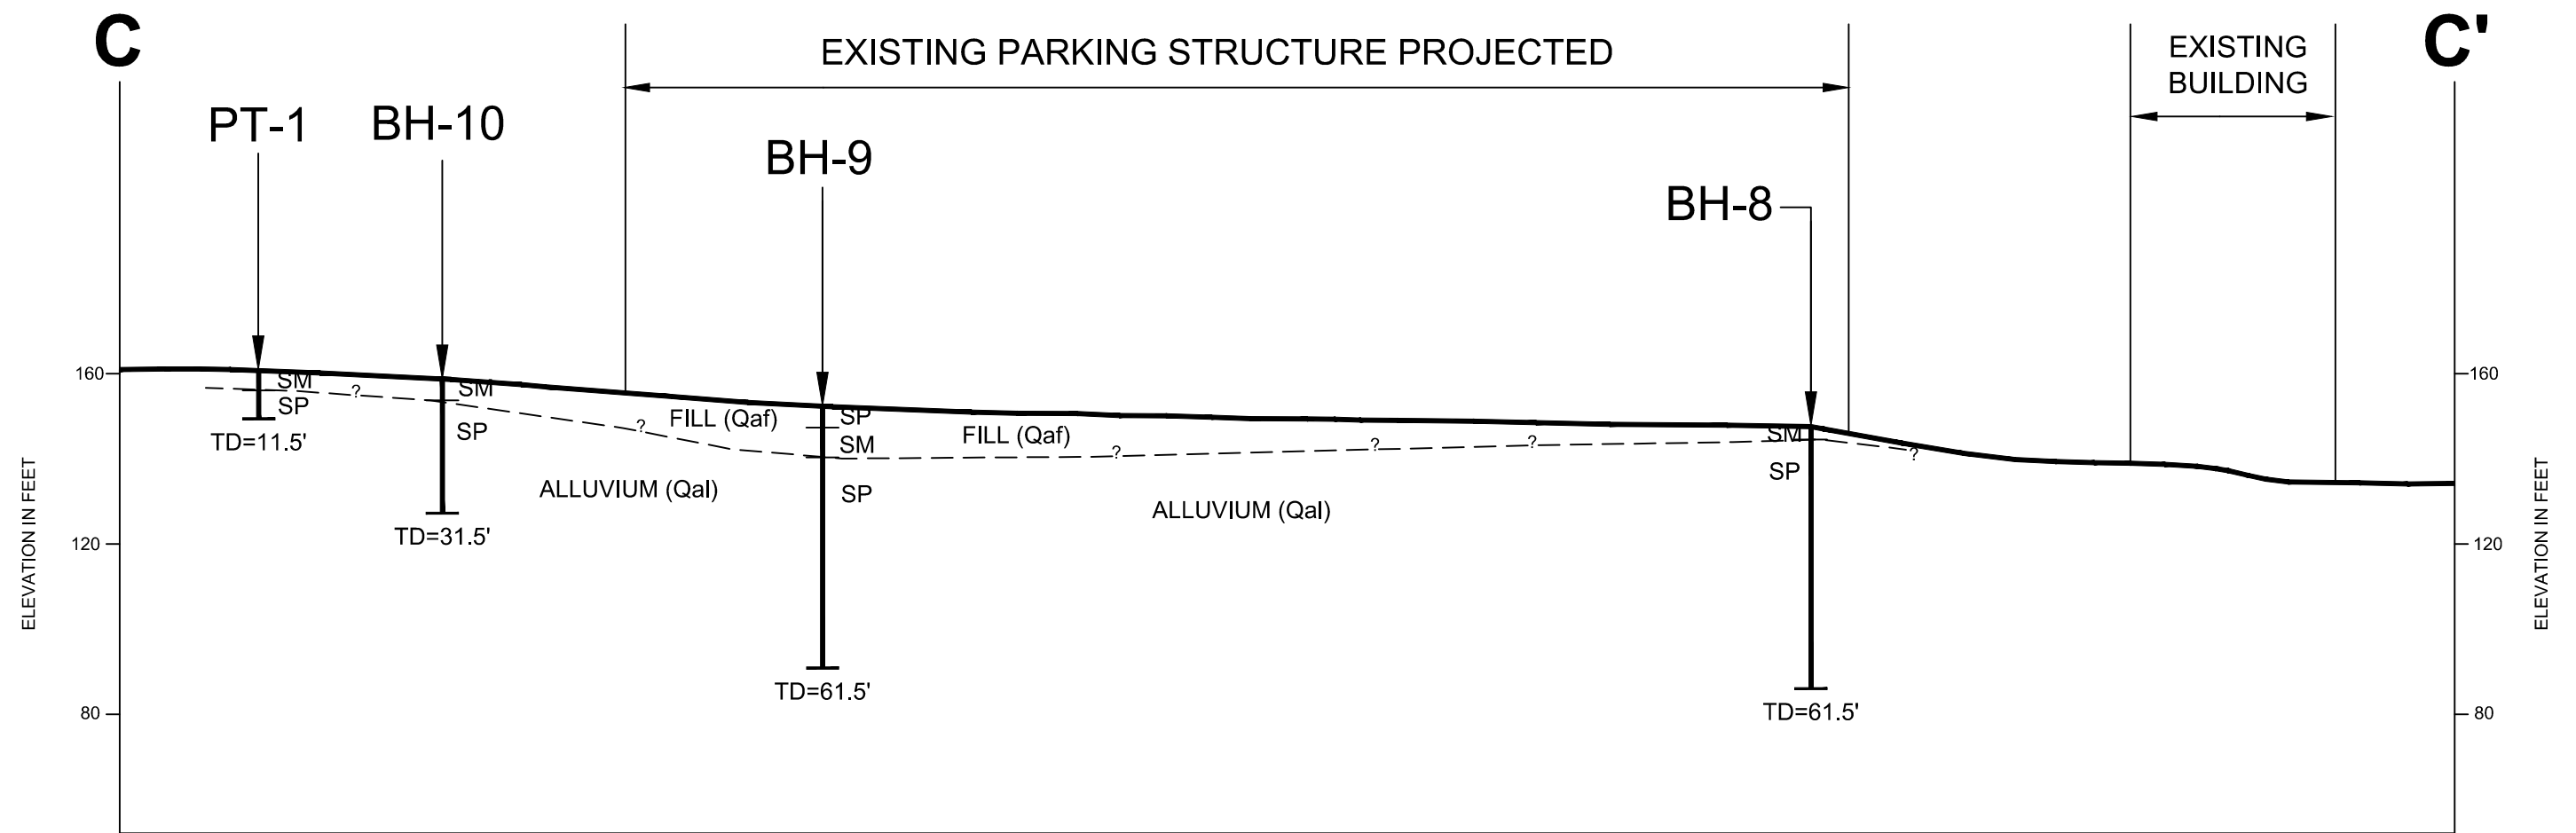 C
C'
EXISTING PARKING STRUCTURE PROJECTED
EXISTING
BUILDING
PT-1
BH-10
BH-9
BH-8
160
160
SM
SP
TD=11.5'
?
SM
SP
TD=31.5'
?
FILL (Qaf)
SP
SM
SP
FILL (Qaf)
?
?
?
SM
SP
?
ALLUVIUM (Qal)
ALLUVIUM (Qal)
120
120
TD=61.5'
TD=61.5'
80
80
ELEVATION IN FEET
ELEVATION IN FEET